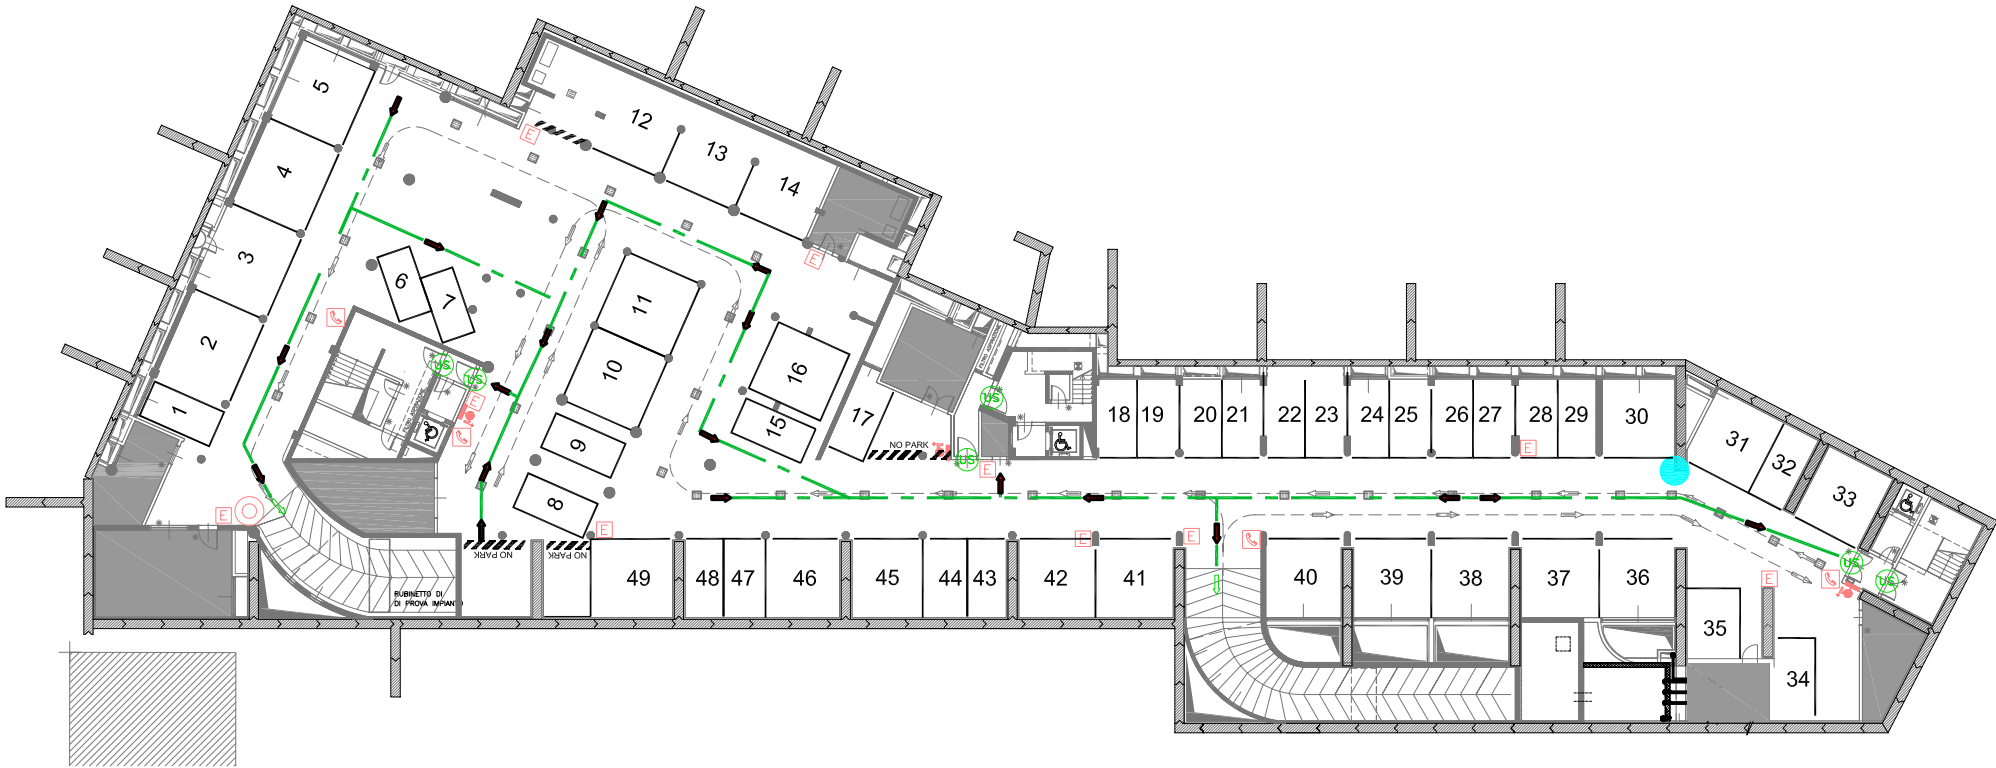 5
12
13
14
4
3
6
7
2
11
10
16
1
9
15
17
8
NO PARK
NO PARK
NO PARK
18 19 20 21 22 23 24 25 26 27 28 29 30
31
32
33
49 48 47 46 45 44 43 42 41 40 39 38 37 36
35
34
RUBINETTO DI
DI PROVA IMPIANTO
E
E
E
E
E
E
E
E
E
E
US
US
US
US
US
US